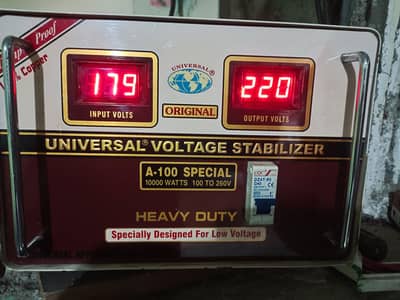 Proof
% Copper
179
INPUT VOLTS
UNIVERSAL®
ORIGINAL
220
OUTPUT VOLTS
UNIVERSAL® VOLTAGE STABILIZER
A-100 SPECIAL
10000 WATTS 100 TO 260V
HEAVY DUTY
Specially Designed For Low Voltage